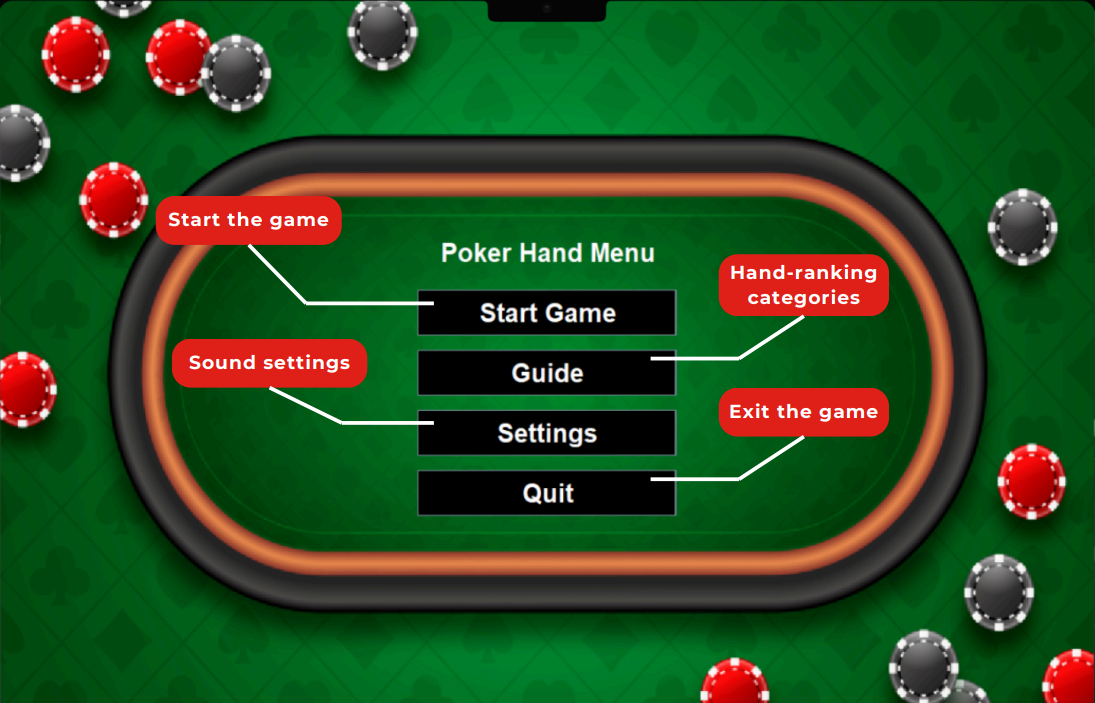 Start the game
Poker Hand Menu
Hand-ranking
categories
Start Game
Sound settings
Guide
Exit the game
Settings
Quit